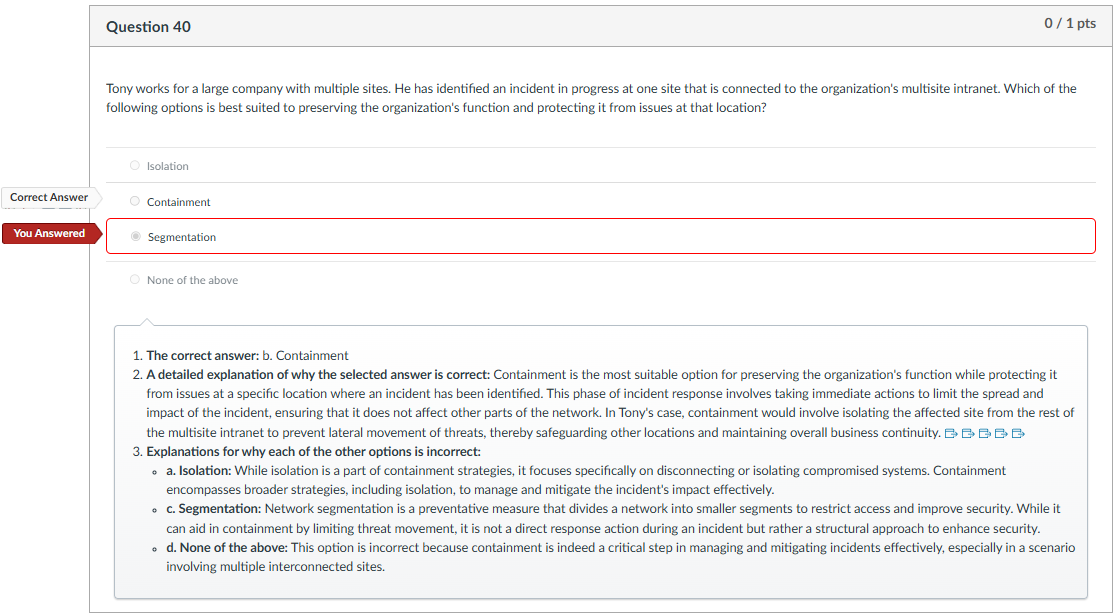 Question 40
0 / 1 pts
Tony works for a large company with multiple sites. He has identified an incident in progress at one site that is connected to the organization's multisite intranet. Which of the
following options is best suited to preserving the organization's function and protecting it from issues at that location?
Isolation
Correct Answer
Containment
You Answered
Segmentation
None of the above
1. The correct answer: b. Containment
2. A detailed explanation of why the selected answer is correct: Containment is the most suitable option for preserving the organization's function while protecting it
from issues at a specific location where an incident has been identified. This phase of incident response involves taking immediate actions to limit the spread and
impact of the incident, ensuring that it does not affect other parts of the network. In Tony's case, containment would involve isolating the affected site from the rest of
the multisite intranet to prevent lateral movement of threats, thereby safeguarding other locations and maintaining overall business continuity.
3. Explanations for why each of the other options is incorrect:
a. Isolation: While isolation is a part of containment strategies, it focuses specifically on disconnecting or isolating compromised systems. Containment
encompasses broader strategies, including isolation, to manage and mitigate the incident's impact effectively.
c. Segmentation: Network segmentation is a preventative measure that divides a network into smaller segments to restrict access and improve security. While it
can aid in containment by limiting threat movement, it is not a direct response action during an incident but rather a structural approach to enhance security.
d. None of the above: This option is incorrect because containment is indeed a critical step in managing and mitigating incidents effectively, especially in a scenario
involving multiple interconnected sites.